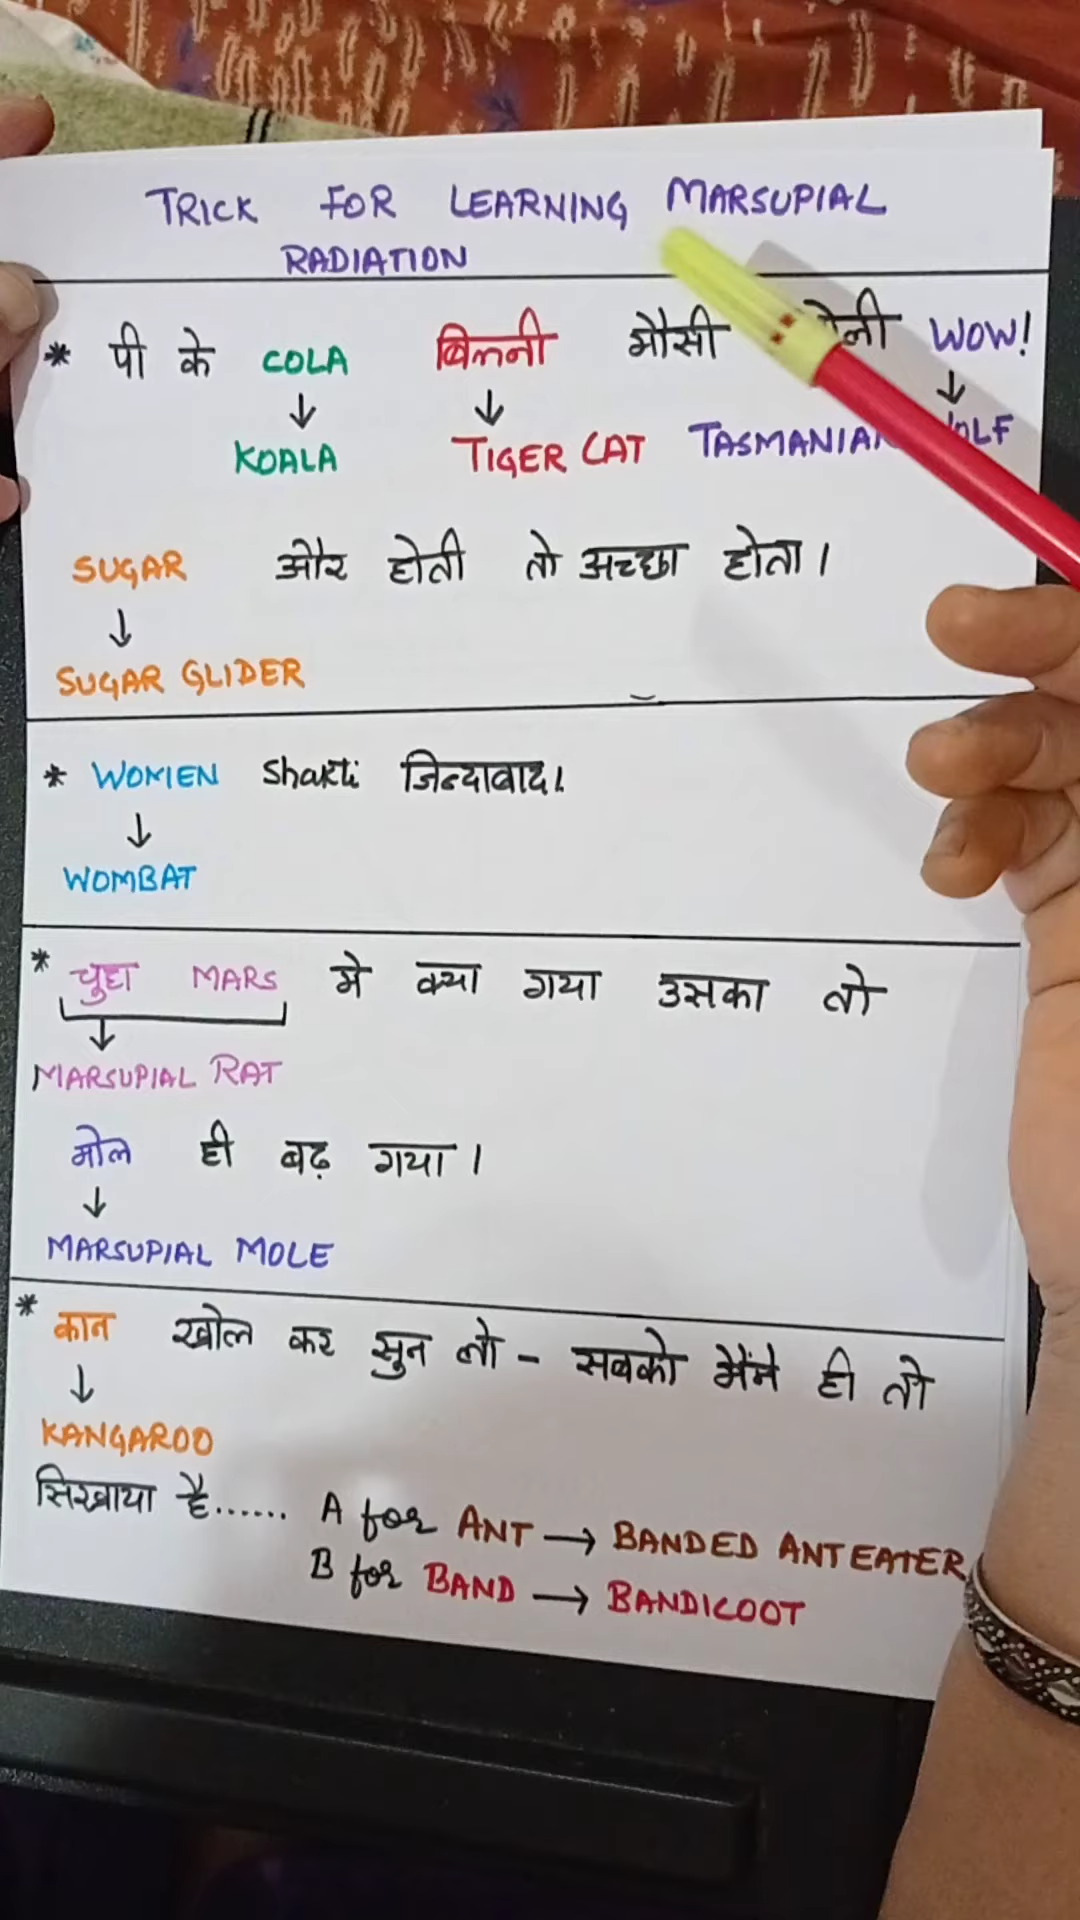 TRICK FOR LEARNING MARSUPIAL
RADIATION
* पी के COLA बिल्ली मौसी WOW!
↓ ↓ ↓
KOALA TIGER CAT TASMANIAN
SUGAR और होती तो अच्छा होता।
↓
SUGAR GLIDER
* WOMEN Shakti जिन्दाबाद।
↓
WOMBAT
* चुहा MARS मे क्या गया उसका तो
↓
MARSUPIAL RAT
मोल ही बढ़ गया।
↓
MARSUPIAL MOLE
* कान खोल कर सुन लो - सबको मैंने ही तो
↓
KANGAROO
सिखाया है...... A for ANT → BANDED ANTEATER
B for BAND → BANDICOOT